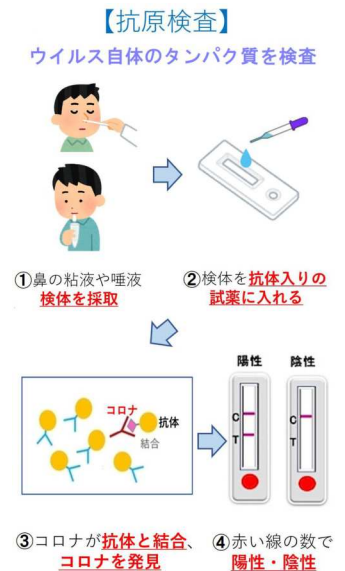 【抗原検査】
ウイルス自体のタンパク質を検査
①鼻の粘液や唾液
検体を採取
②検体を抗体入りの
試薬に入れる
コロナ
抗体
結合
陽性
陰性
C
T
C
T
③コロナが抗体と結合、
コロナを発見
④赤い線の数で
陽性・陰性